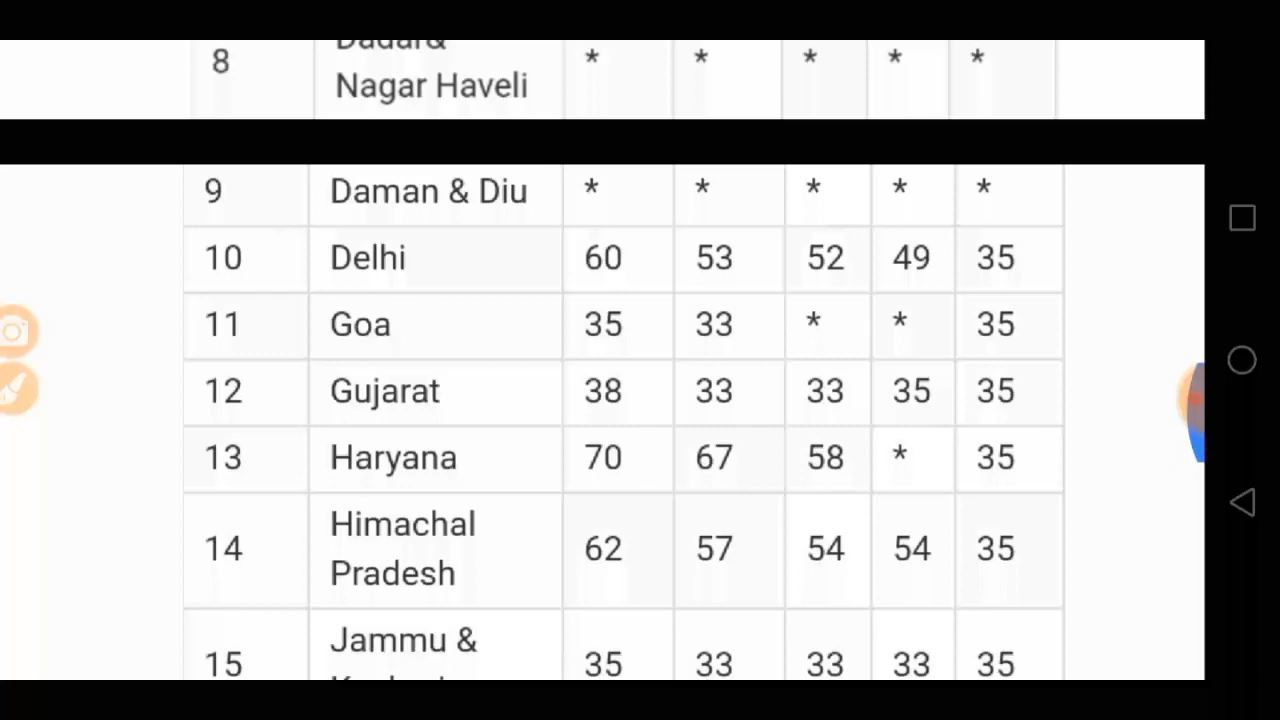 8 * * * * *
Nagar Haveli
9 Daman & Diu * * * * *
10 Delhi 60 53 52 49 35
11 Goa 35 33 * * 35
12 Gujarat 38 33 33 35 35
13 Haryana 70 67 58 * 35
Himachal
14 62 57 54 54 35
Pradesh
Jammu &
15 35 33 33 33 35